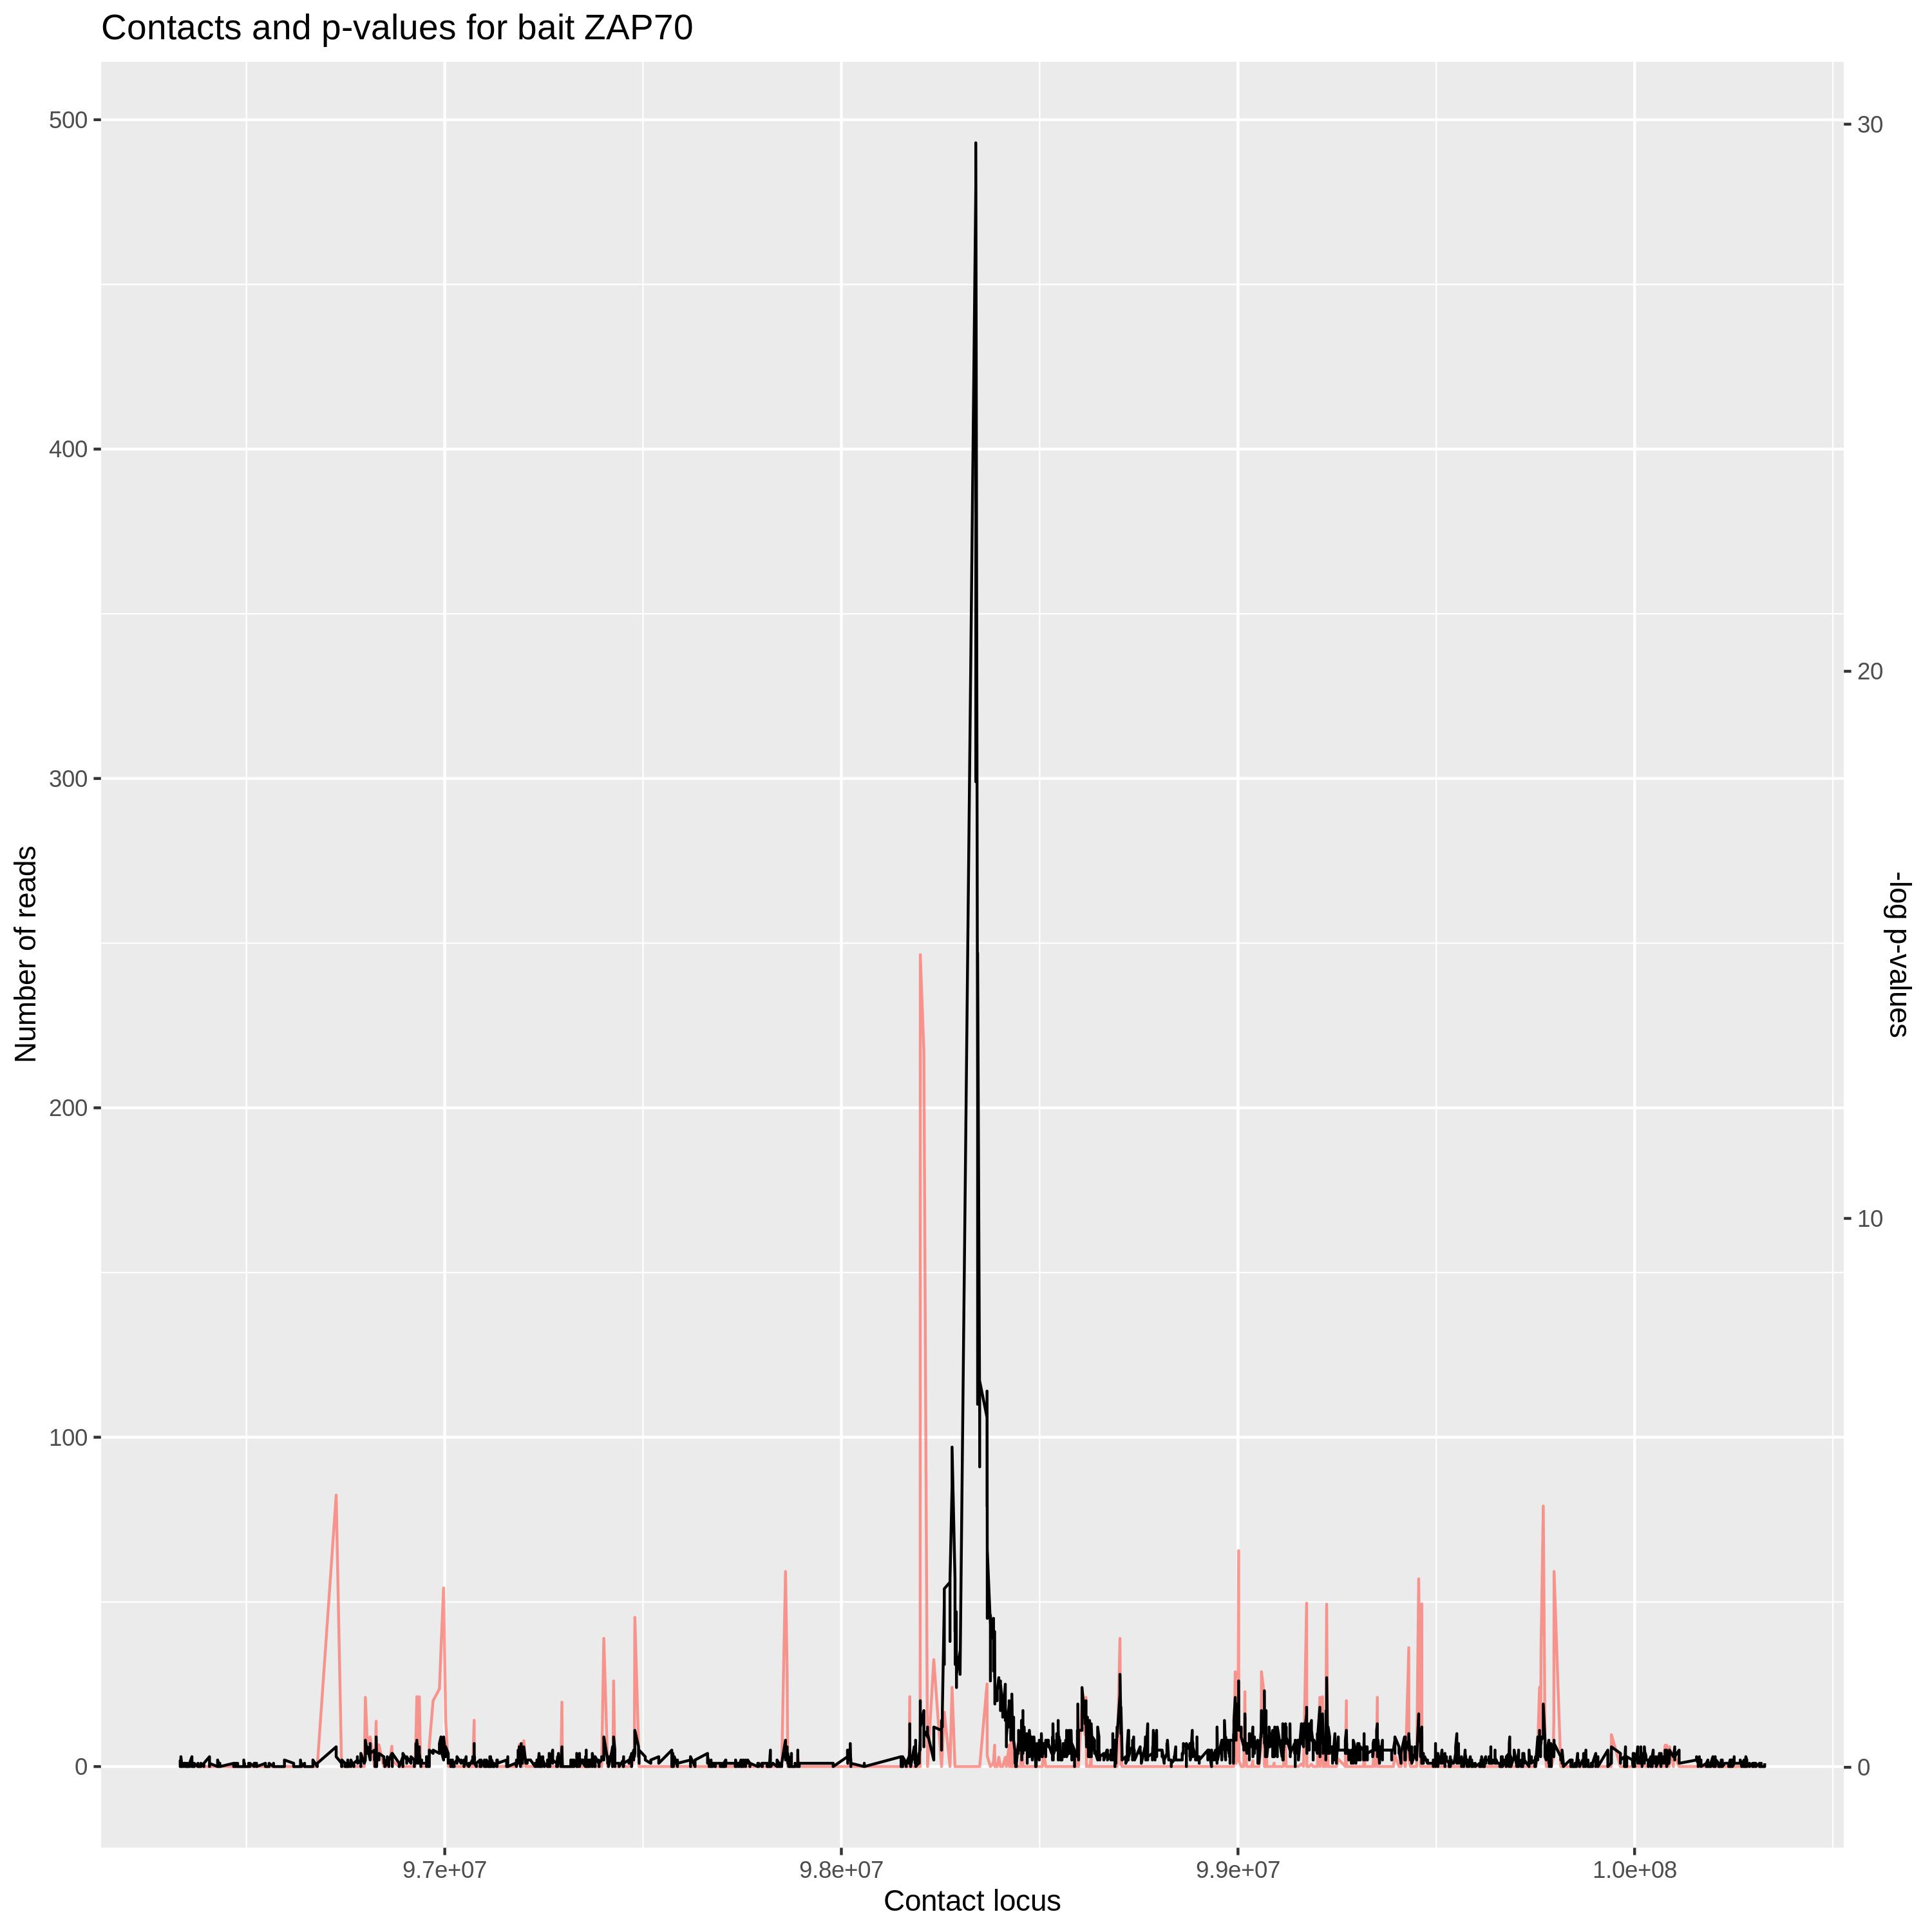 Contacts and p-values for bait ZAP70
500
400
300
200
100
0
Number of reads
30
20
10
0
-log p-values
9.7e+07
9.8e+07
9.9e+07
1.0e+08
Contact locus